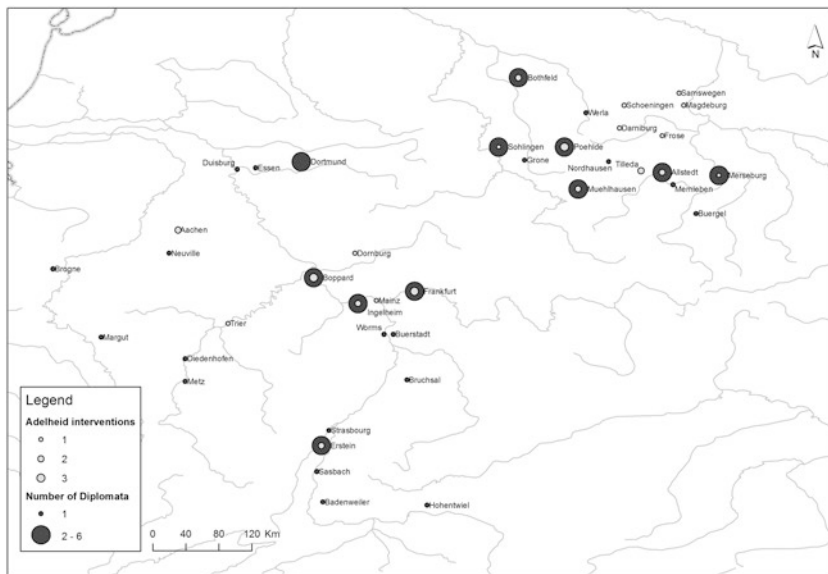 N
Bothfeld
Samswegen
Schoeningen
Magdeburg
Werla
Darniburg
Frose
Sohlingen
Poehlde
Grone
Nordhausen
Tilleda
Allstedt
Merseburg
Memleben
Muehlhausen
Buergel
Dortmund
Duisburg
Essen
Aachen
Neuville
Brogne
Dornburg
Boppard
Frankfurt
Mainz
Ingelheim
Trier
Worms
Buerstadt
Margut
Diedenhofen
Metz
Bruchsal
Strasbourg
Erstein
Sasbach
Badenweiler
Hohentwiel
Legend
Adelheid interventions
1
2
3
Number of Diplomata
1
2 - 6
0 40 80 120 Km